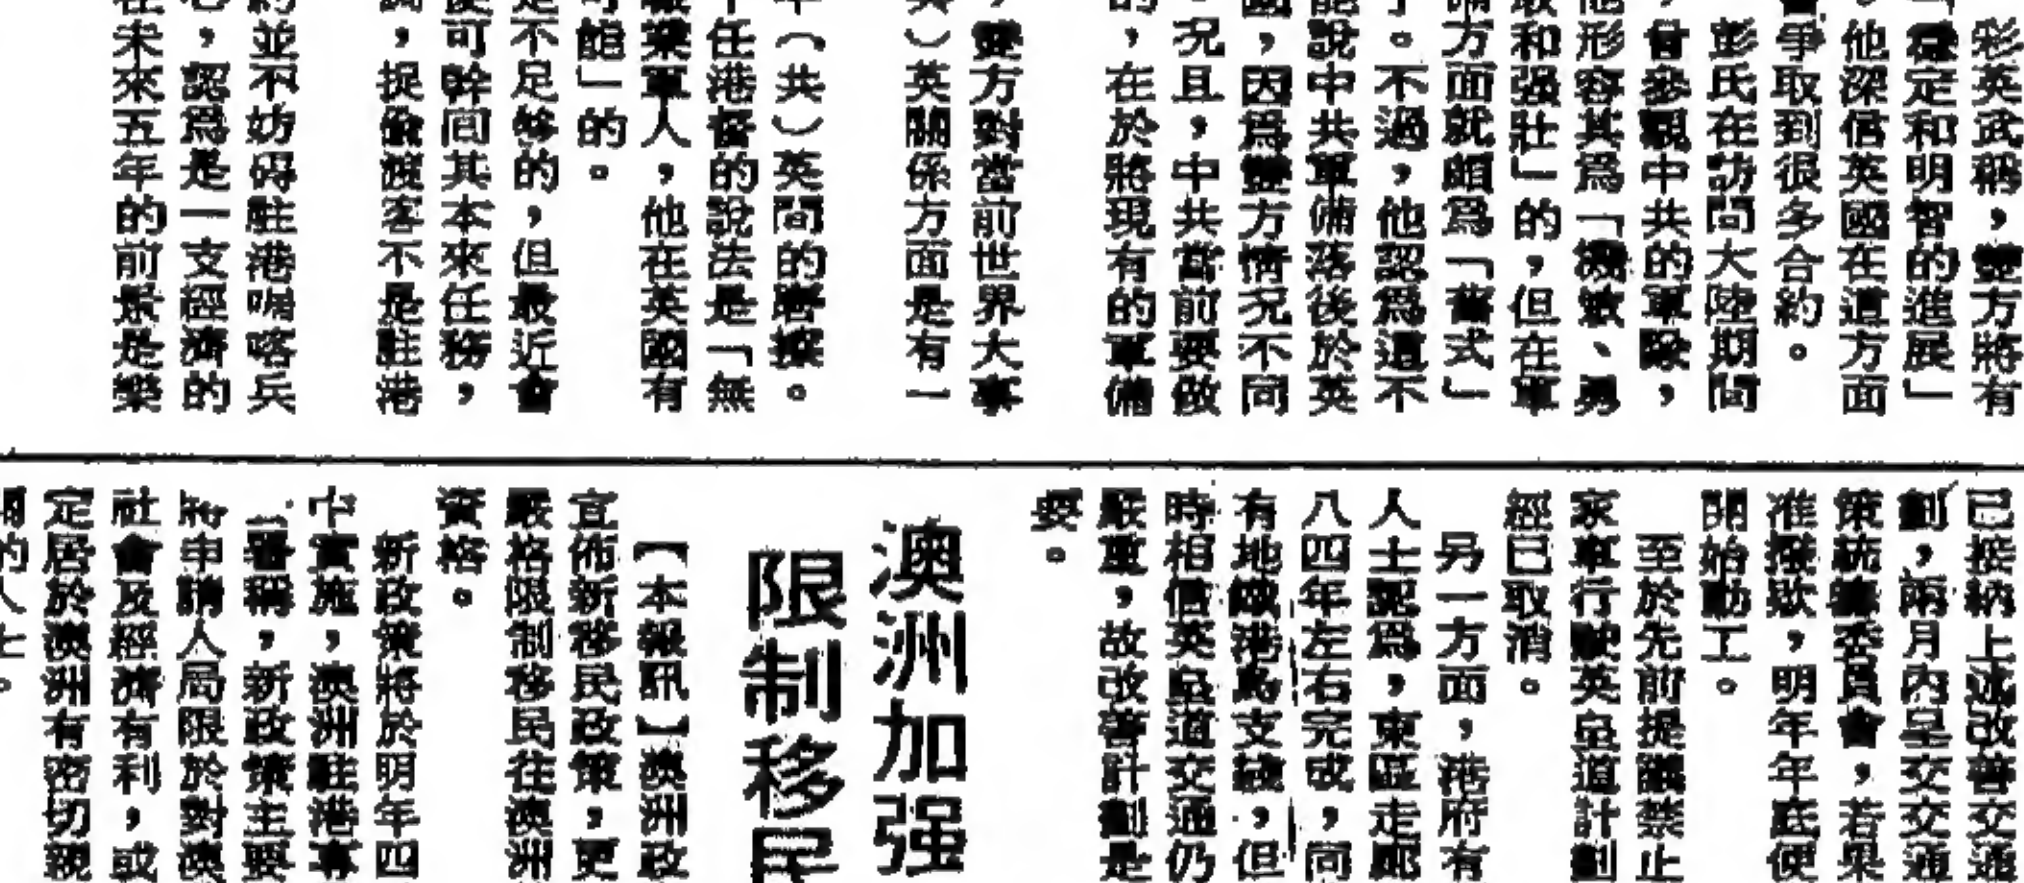 彩英武稱，雙方將有
「穩定和明智的進展」
。他深信英國在這方面
會爭取到很多合約。
彭氏在訪問大陸期間
，曾參觀中共的軍隊，
他形容其爲「機敏、勇
敢和强壯」的，但在軍
備方面就頗爲「舊式」
了。不過，他認爲這不
能說中共軍備落後於英
國，因爲雙方情況不同
。況且，中共當前要做
的，在於將現有的軍備
，雙方對當前世界大事
英）英關係方面是有一
中（共）英間的磨擦。
下任港督的說法是「無
職業軍人，他在英國有
可能」的。
是不足夠的，但最近會
便可幹回其本來任務，
調，捉偷渡客不是駐港
約並不妨碍駐港啹喀兵
心，認爲是一支經濟的
在未來五年的前景是樂
已接納上述改善交通
劃，兩月內呈交交通
策統籌委員會，若果
准撥欵，明年年底便
開始動工。
至於先前提議禁止
家車行駛英皇道計劃
經已取消。
另一方面，港府有
人士認爲，東區走廊
八四年左右完成，同
有地鐵港島支綫，但
時相信英皇道交通仍
嚴重，故改善計劃是
要。
澳洲加强
限制移民
【本報訊】澳洲政
宣佈新移民政策，更
嚴格限制移民往澳洲
資格。
新政策將於明年四
中實施，澳洲駐港專
一署稱，新政策主要
將申請人局限於對澳
社會及經濟有利，或
定居於澳洲有密切親
關的人士。